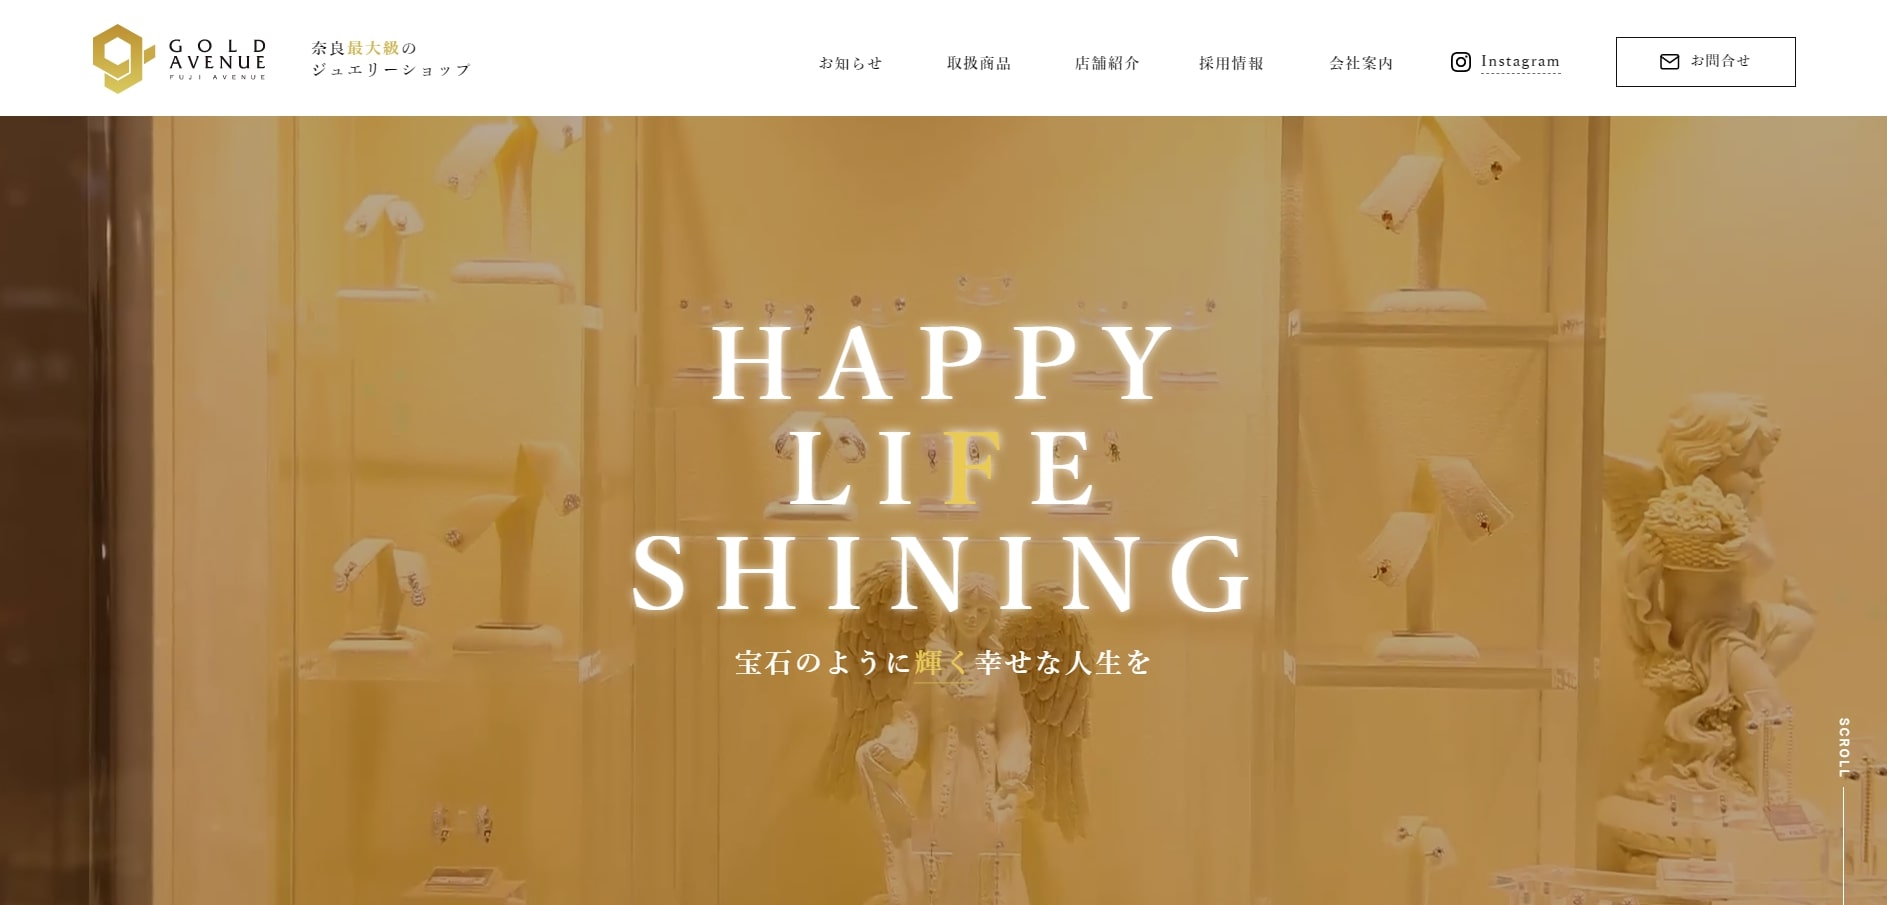 GOLD
AVENUE
FUJI AVENUE
奈良最大級の
ジュエリーショップ
お知らせ
取扱商品
店舗紹介
採用情報
会社案内
Instagram
お問合せ
HAPPY
LIFE
SHINING
宝石のように輝く幸せな人生を
SCROLL